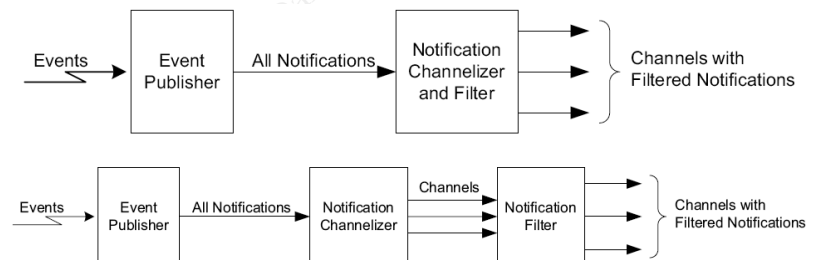 Events
Event
Publisher
All Notifications
Notification
Channelizer
and Filter
Channels with
Filtered Notifications
Events
Event
Publisher
All Notifications
Notification
Channelizer
Channels
Notification
Filter
Channels with
Filtered Notifications